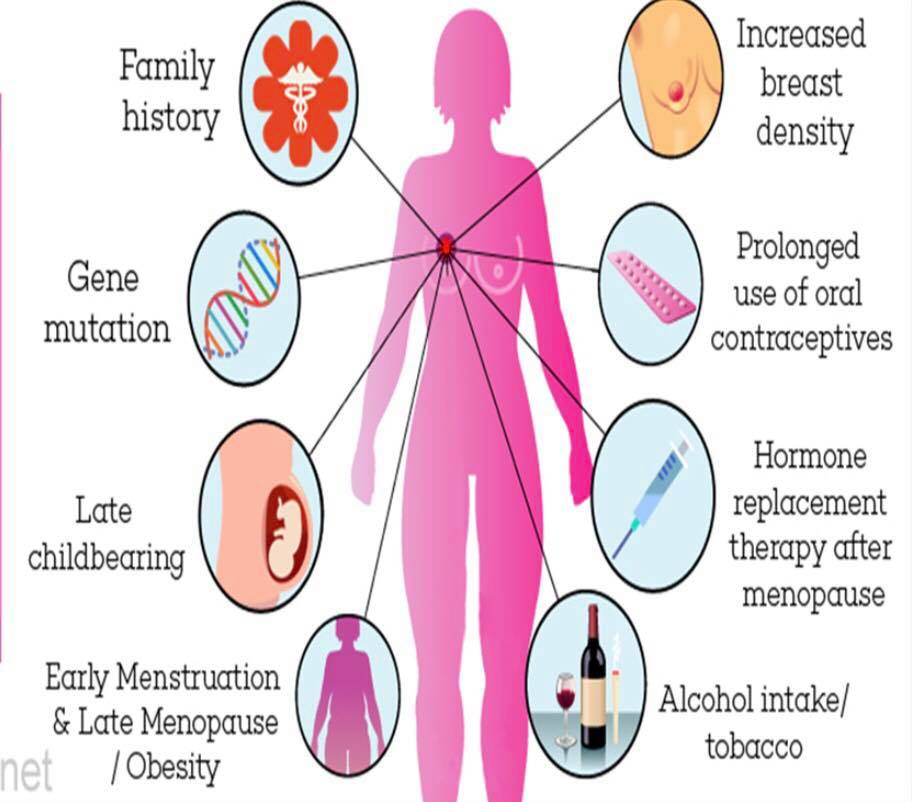 Family
history
Increased
breast
density
Gene
mutation
Prolonged
use of oral
contraceptives
Late
childbearing
Hormone
replacement
therapy after
menopause
Early Menstruation
& Late Menopause
/ Obesity
Alcohol intake/
tobacco
net